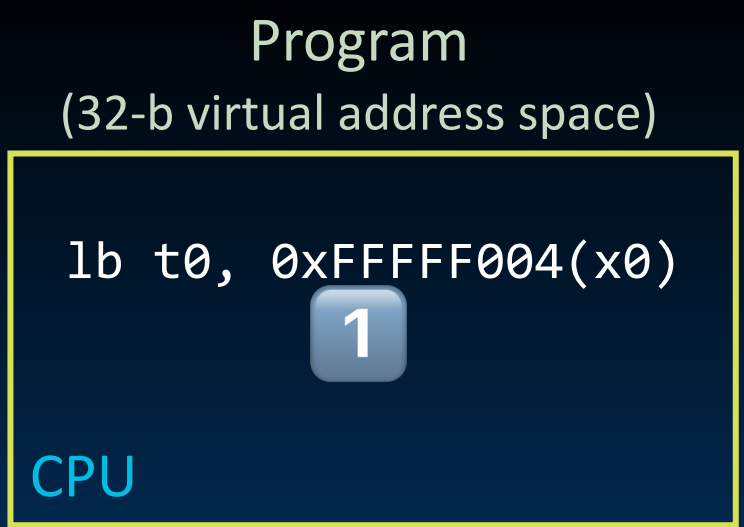 Program
(32-b virtual address space)
lb t0, 0xFFFFF004(x0)
1
CPU